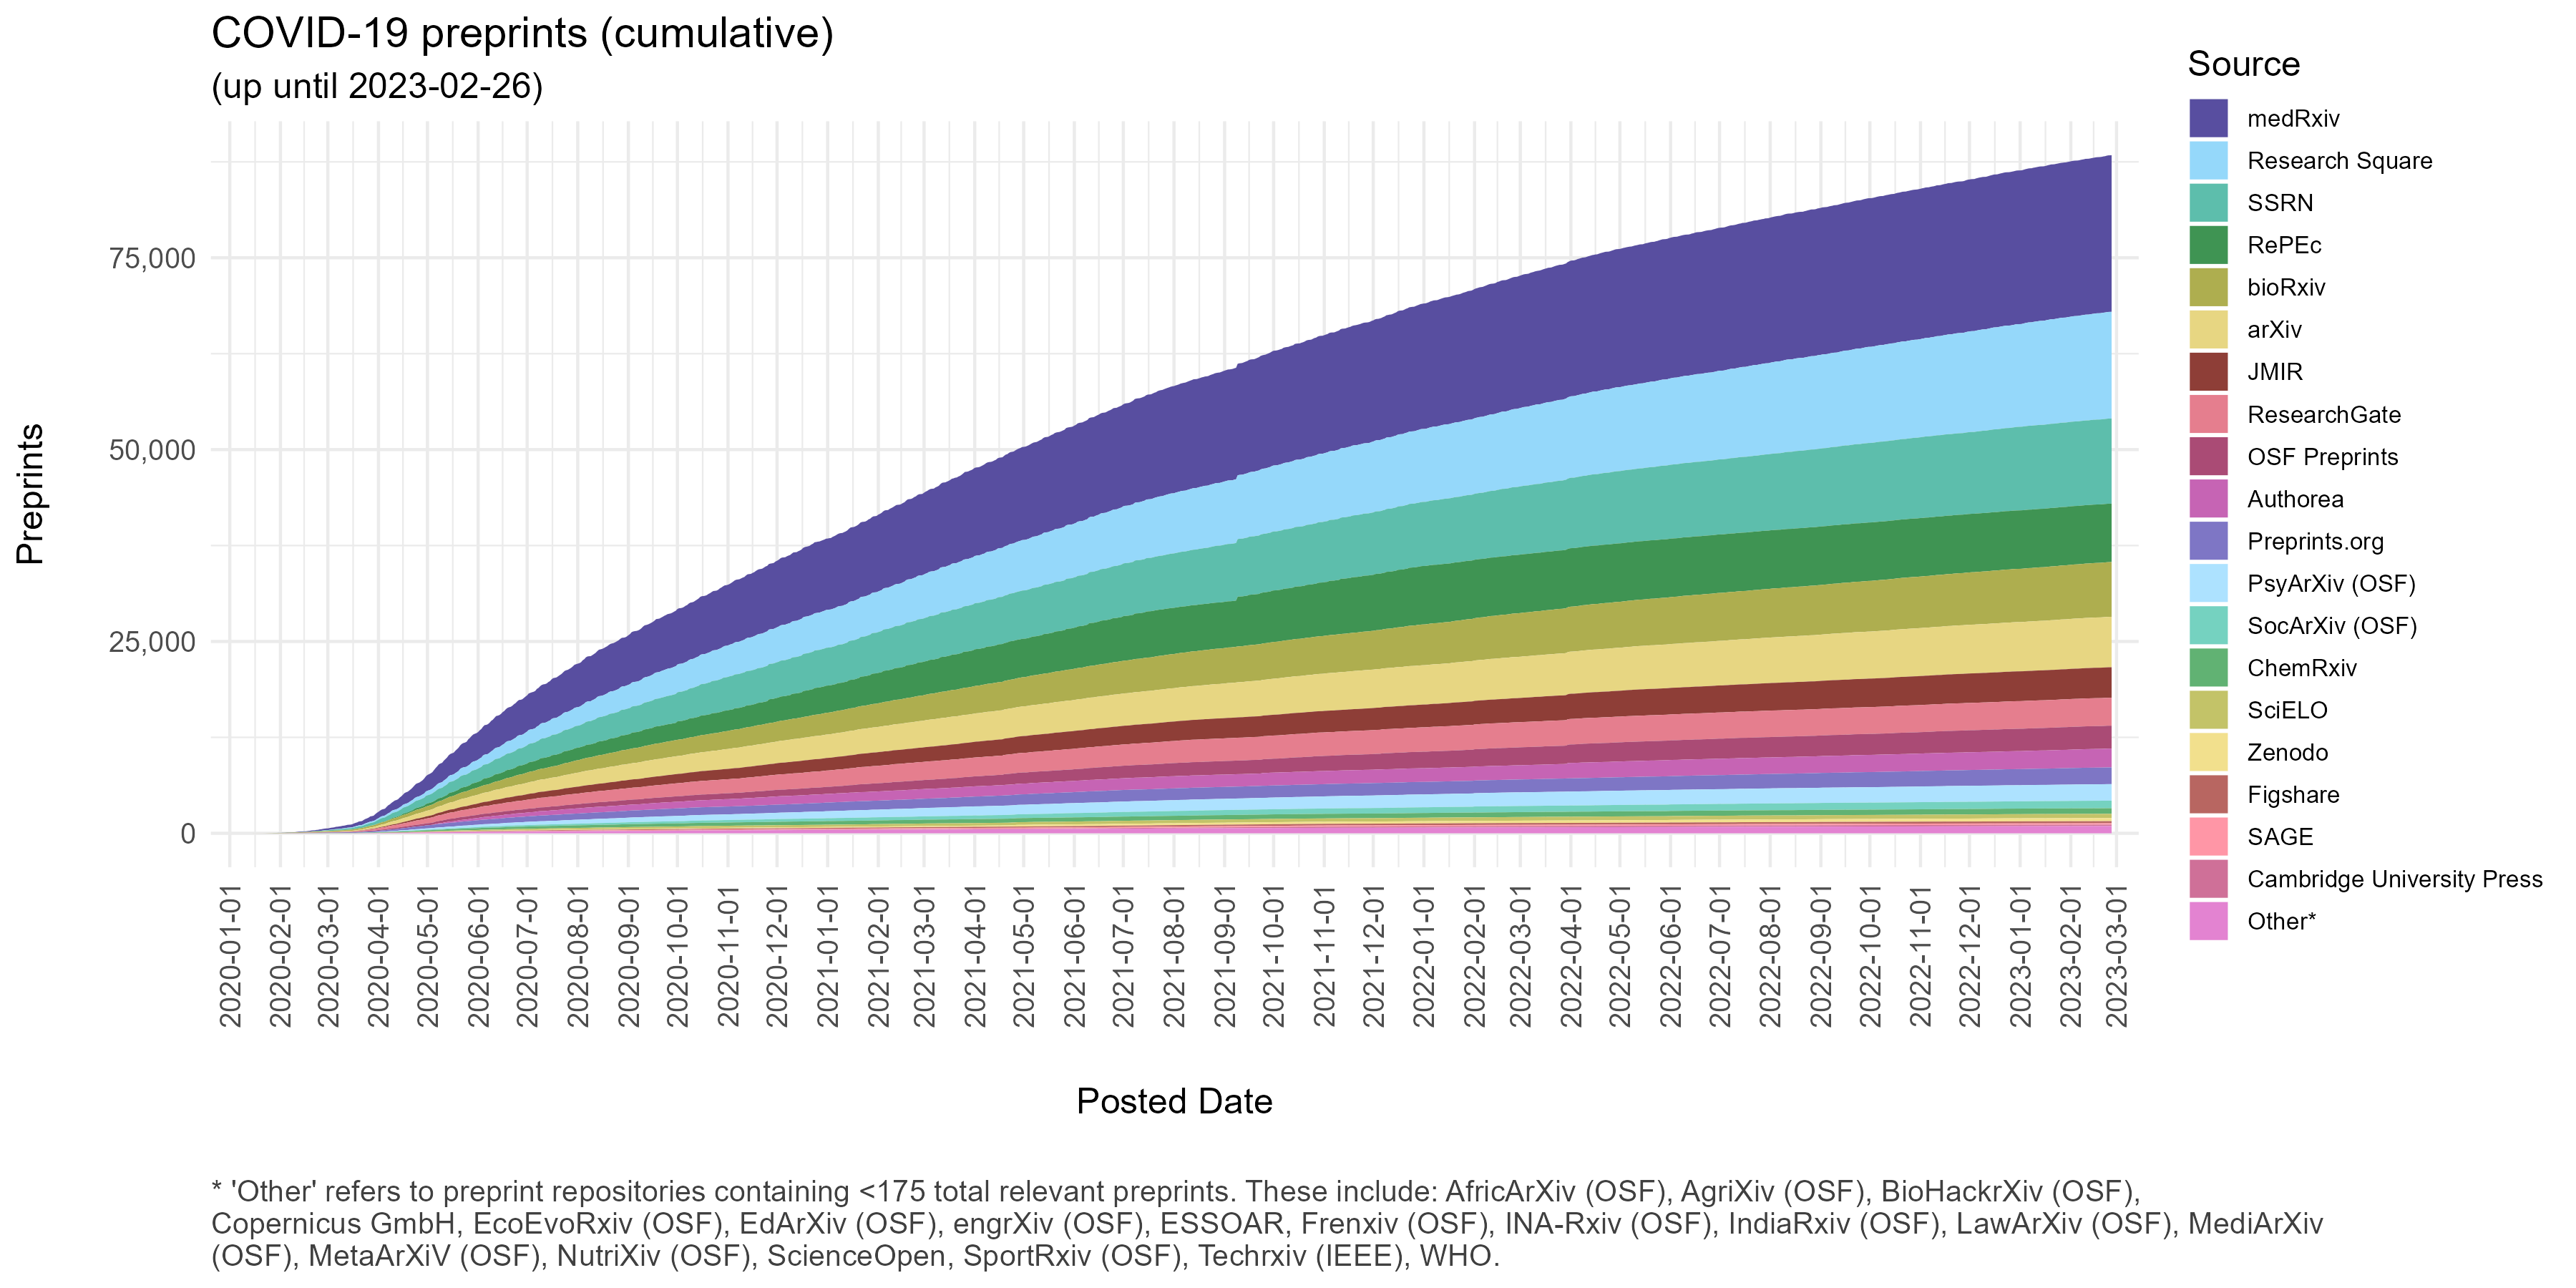 COVID-19 preprints (cumulative)
(up until 2023-02-26)
Preprints
75,000
50,000
25,000
0
2020-01-01
2020-02-01
2020-03-01
2020-04-01
2020-05-01
2020-06-01
2020-07-01
2020-08-01
2020-09-01
2020-10-01
2020-11-01
2020-12-01
2021-01-01
2021-02-01
2021-03-01
2021-04-01
2021-05-01
2021-06-01
2021-07-01
2021-08-01
2021-09-01
2021-10-01
2021-11-01
2021-12-01
2022-01-01
2022-02-01
2022-03-01
2022-04-01
2022-05-01
2022-06-01
2022-07-01
2022-08-01
2022-09-01
2022-10-01
2022-11-01
2022-12-01
2023-01-01
2023-02-01
2023-03-01
Posted Date
Source
medRxiv
Research Square
SSRN
RePEc
bioRxiv
arXiv
JMIR
ResearchGate
OSF Preprints
Authorea
Preprints.org
PsyArXiv (OSF)
SocArXiv (OSF)
ChemRxiv
SciELO
Zenodo
Figshare
SAGE
Cambridge University Press
Other*
* 'Other' refers to preprint repositories containing <175 total relevant preprints. These include: AfricArXiv (OSF), AgriXiv (OSF), BioHackrXiv (OSF),
Copernicus GmbH, EcoEvoRxiv (OSF), EdArXiv (OSF), engrXiv (OSF), ESSOAR, Frenxiv (OSF), INA-Rxiv (OSF), IndiaRxiv (OSF), LawArXiv (OSF), MediArXiv
(OSF), MetaArXiV (OSF), NutriXiv (OSF), ScienceOpen, SportRxiv (OSF), Techrxiv (IEEE), WHO.